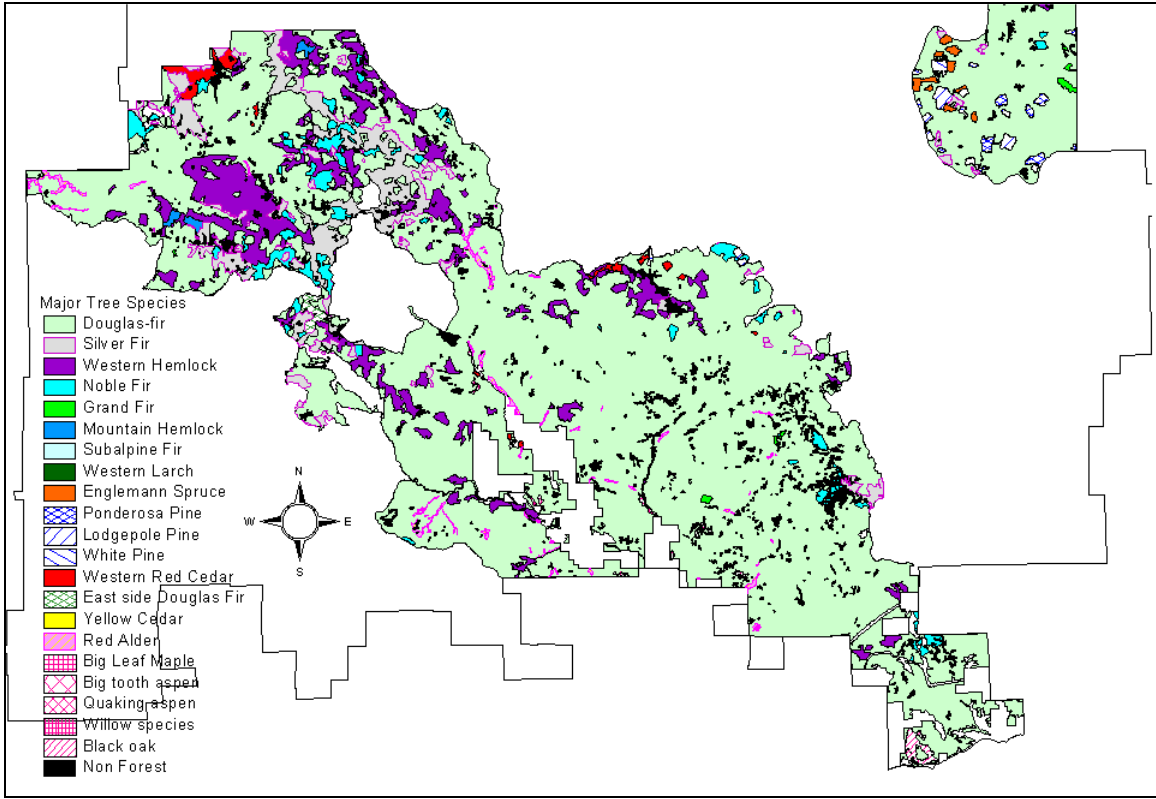 Major Tree Species
Douglas-fir
Silver Fir
Western Hemlock
Noble Fir
Grand Fir
Mountain Hemlock
Subalpine Fir
Western Larch
Englemann Spruce
Ponderosa Pine
Lodgepole Pine
White Pine
Western Red Cedar
East side Douglas Fir
Yellow Cedar
Red Alder
Big Leaf Maple
Big tooth aspen
Quaking aspen
Willow species
Black oak
Non Forest
N
W E
S